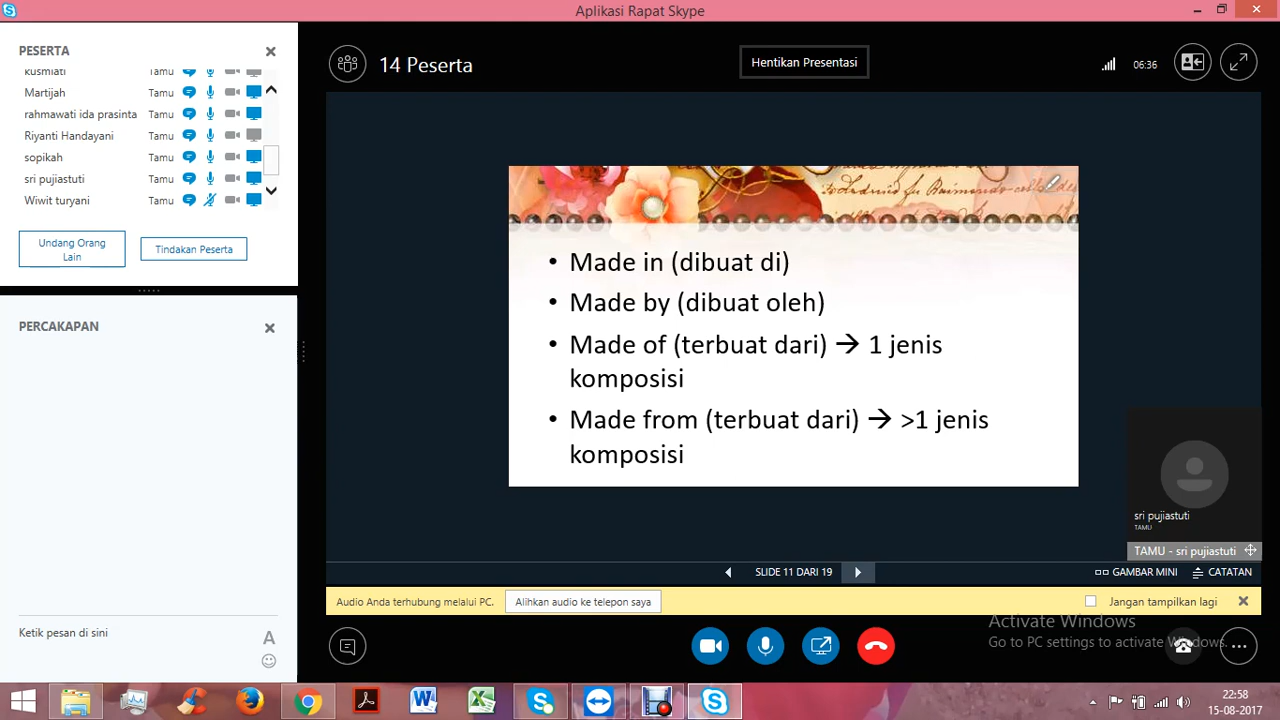 Aplikasi Rapat Skype
PESERTA
kusmiati Tamu
Martijah Tamu
rahmawati ida prasinta Tamu
Riyanti Handayani Tamu
sopikah Tamu
sri pujiastuti Tamu
Wiwit turyani Tamu
Undang Orang
Lain
Tindakan Peserta
PERCAKAPAN
Ketik pesan di sini
A
14 Peserta
Hentikan Presentasi
06:36
• Made in (dibuat di)
• Made by (dibuat oleh)
• Made of (terbuat dari) → 1 jenis
komposisi
• Made from (terbuat dari) → >1 jenis
komposisi
sri pujiastuti
TAMU
TAMU - sri pujiastuti
SLIDE 11 DARI 19
GAMBAR MINI
CATATAN
Audio Anda terhubung melalui PC.
Alihkan audio ke telepon saya
Jangan tampilkan lagi
Activate Windows
Go to PC settings to activate Windows.
22:58
15-08-2017